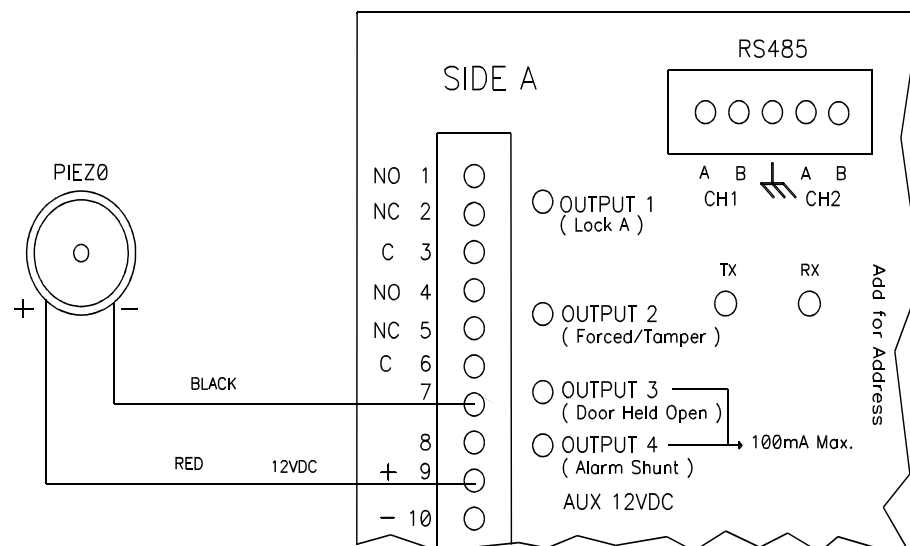 RS485
SIDE A
A B A B
CH1 CH2
PIEZO
NO 1
NC 2
C 3
NO 4
NC 5
C 6
7
8
+ 9
- 10
OUTPUT 1
( Lock A )
TX RX
OUTPUT 2
( Forced/Tamper )
OUTPUT 3
( Door Held Open )
OUTPUT 4
( Alarm Shunt )
100mA Max.
AUX 12VDC
Add for Address
+ -
BLACK
RED 12VDC